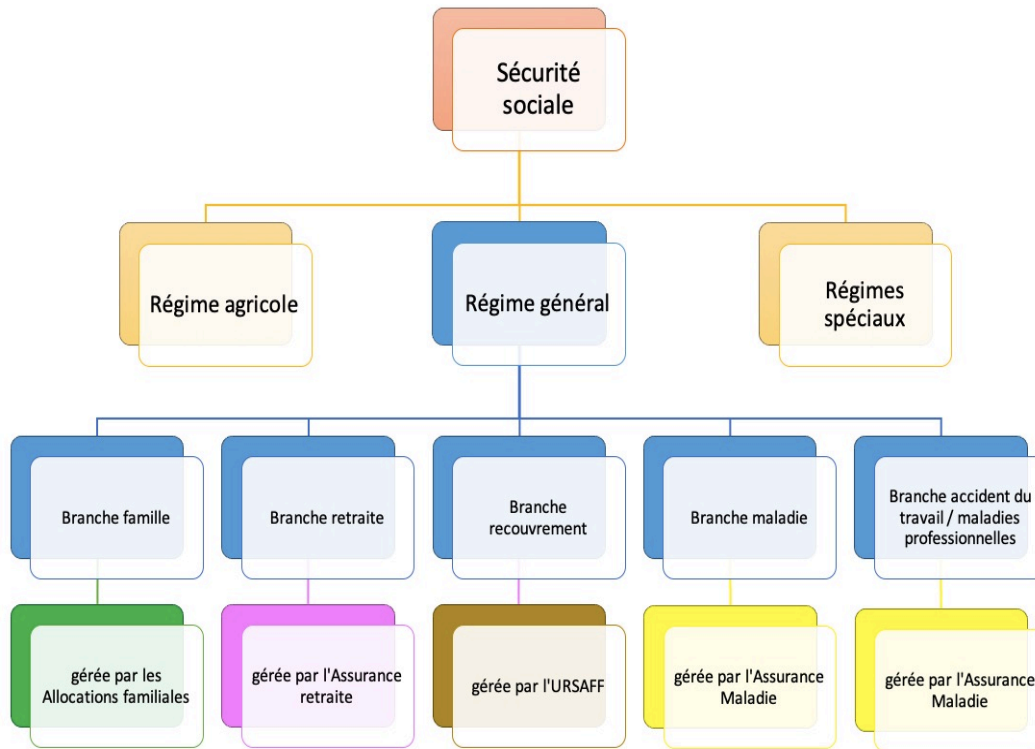 Sécurité
sociale
Régime agricole
Régime général
Régimes
spéciaux
Branche famille
Branche retraite
Branche
recouvrement
Branche maladie
Branche accident du
travail / maladies
professionnelles
gérée par les
Allocations familiales
gérée par l'Assurance
retraite
gérée par l'URSAFF
gérée par l'Assurance
Maladie
gérée par l'Assurance
Maladie